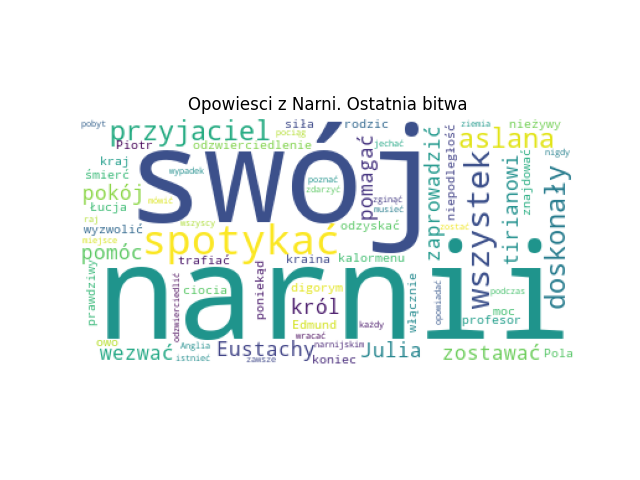 Opowiesci z Narni. Ostatnia bitwa
pobyt
przyjaciel
pociąg
siła
rodzic
ziemia
nieżywy
Piotr
odzwierciedlenie
jechać
aslana
kraj
śmierć
wypadek
swój
pomagać
zaprowadzić
niepodległość
nigdy
pokój
mówić
poznać
zdarzyć
zginąć
musieć
wszystek
tirianowi
znajdować
doskonały
Łucja
raj
wyzwolić
wszyscy
odzyskać
zostać
miejsce
spotykać
pomóc
trafiać
kraina
kalormenu
narnii
prawdziwy
odzwierciedlić
ciocia
poniekąd
digorym
król
włącznie
opowiadać
podczas
moc
profesor
Edmund
każdy
wracać
owo
wezwać
Anglia
istnieć
Eustachy
zawsze
narnijskim
koniec
Julia
zostawać
Pola